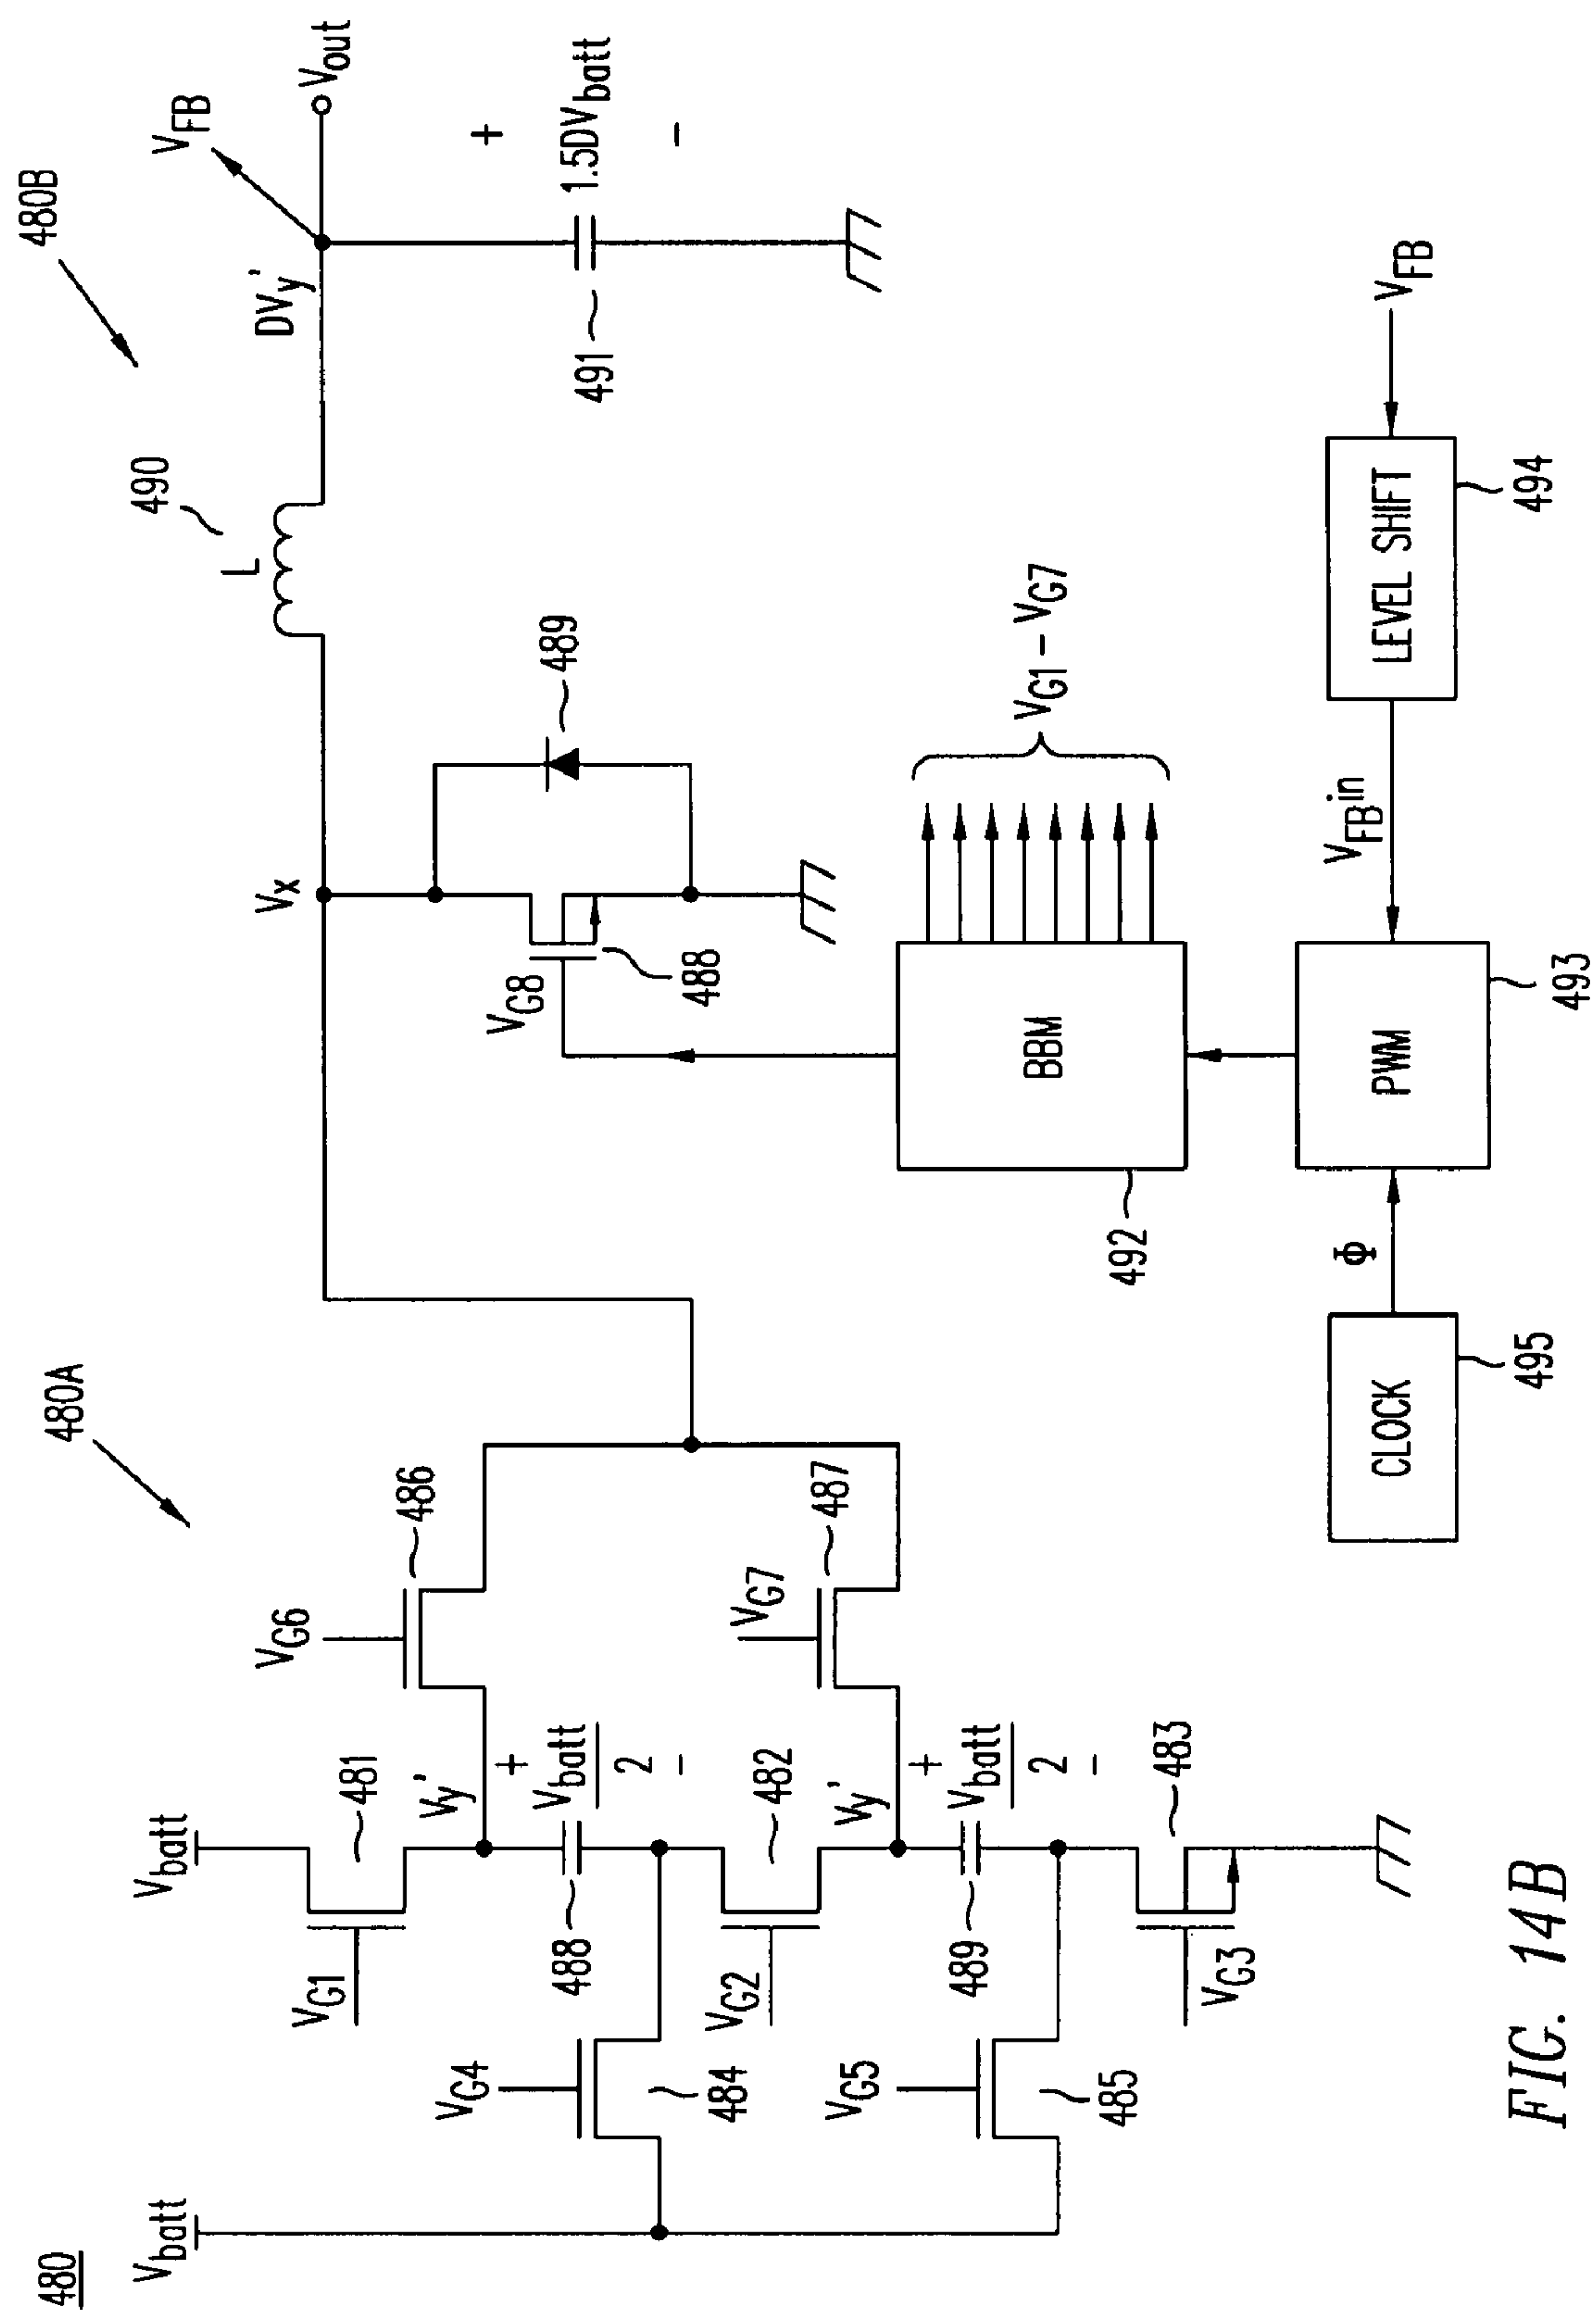 480
480A
480B
Vbatt
Vbatt
VG1
481
Vy'
VG6
486
+
Vbatt
2
-
488
VG4
484
VG2
482
Vy'
VG7
487
+
Vbatt
2
-
489
VG5
485
VG3
483
Vx
L
490
DVy'
VFB
Vout
+
1.5DVbatt
-
491
489
VG8
488
VG1 – VG7
BBM
492
CLOCK
495
Φ
PWM
493
VFBin
LEVEL SHIFT
494
VFB
FIG. 14B